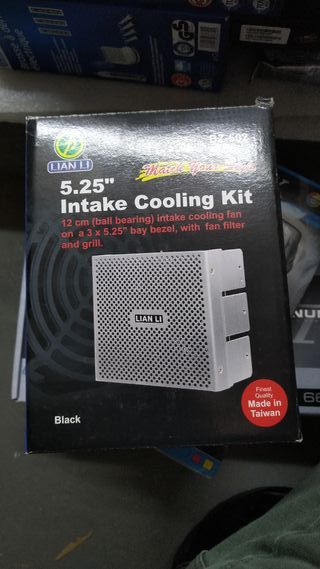 LIAN LI
5.25"
Intake Cooling Kit
12 cm (ball bearing) intake cooling fan
on a 3 x 5.25" bay bezel, with fan filter
and grill.
LIAN LI
Finest
Quality
Made in
Taiwan
Black